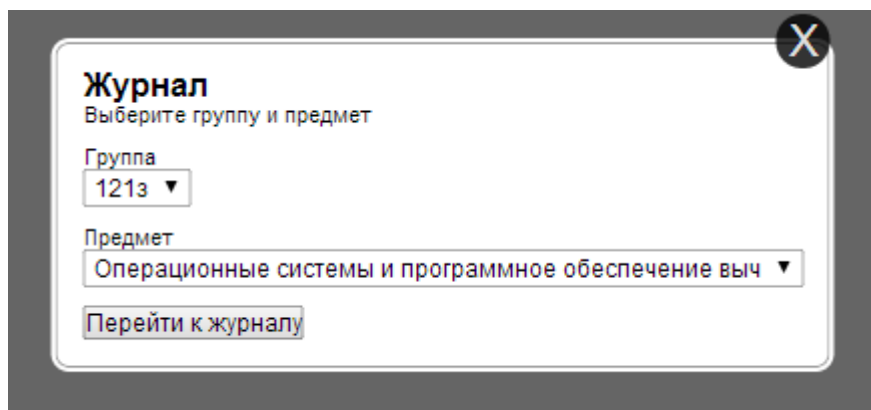 X
Журнал
Выберите группу и предмет
Группа
121з
Предмет
Операционные системы и программное обеспечение выч
Перейти к журналу